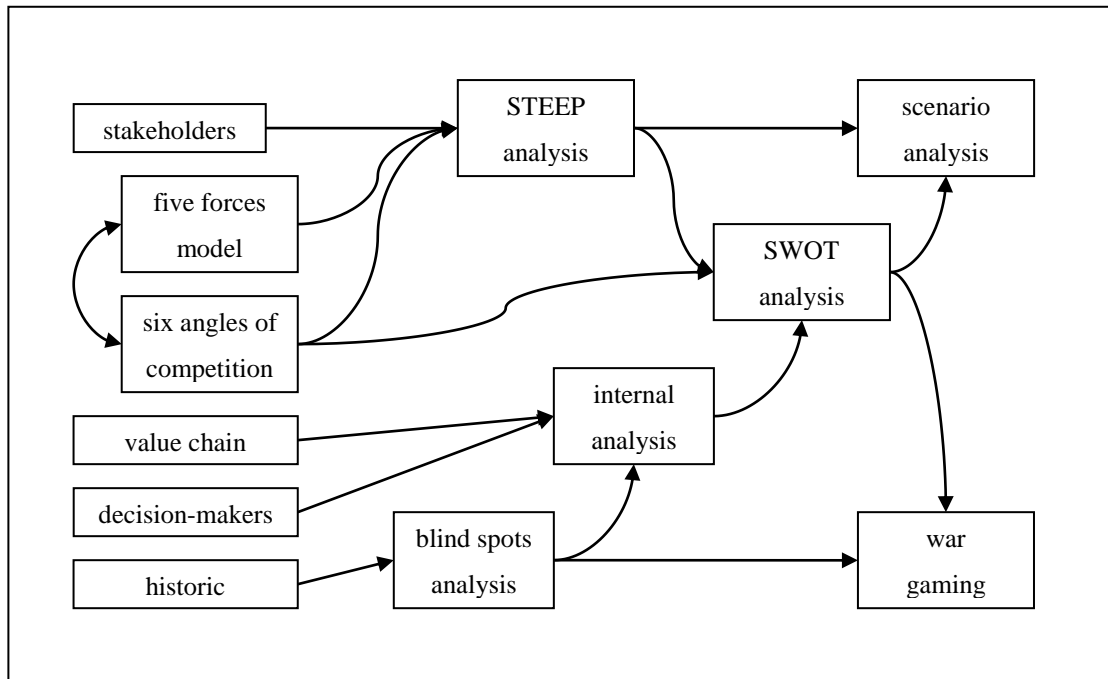 stakeholders
five forces
model
six angles of
competition
value chain
decision-makers
historic
STEEP
analysis
internal
analysis
blind spots
analysis
SWOT
analysis
scenario
analysis
war
gaming